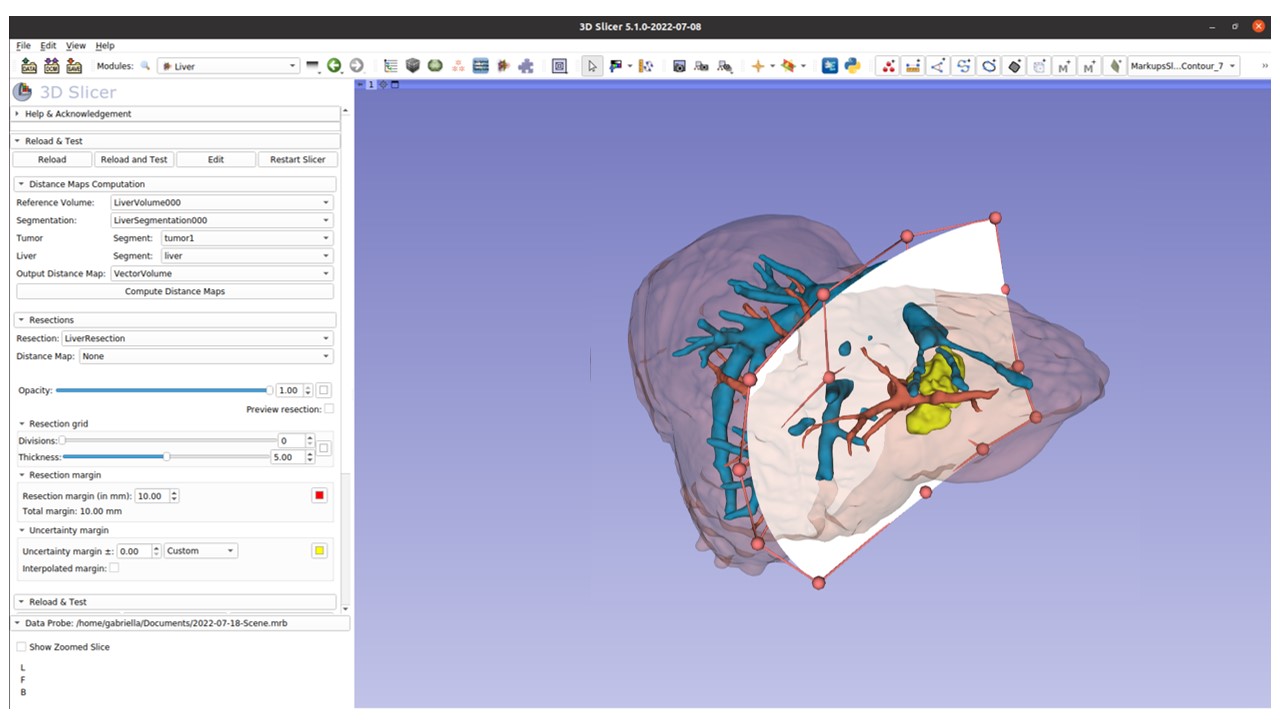 3D Slicer 5.1.0-2022-07-08
File Edit View Help
DATA DCM SAVE Modules: Liver MarkupsSl...Contour_7 »
1
3D Slicer
Help & Acknowledgement
Reload & Test
Reload Reload and Test Edit Restart Slicer
Distance Maps Computation
Reference Volume: LiverVolume000
Segmentation: LiverSegmentation000
Tumor Segment: tumor1
Liver Segment: liver
Output Distance Map: VectorVolume
Compute Distance Maps
Resections
Resection: LiverResection
Distance Map: None
Opacity: 1.00
Preview resection:
Resection grid
Divisions: 0
Thickness: 5.00
Resection margin
Resection margin (in mm): 10.00
Total margin: 10.00 mm
Uncertainty margin
Uncertainty margin ±: 0.00 Custom
Interpolated margin:
Reload & Test
Data Probe: /home/gabriella/Documents/2022-07-18-Scene.mrb
Show Zoomed Slice
L
F
B